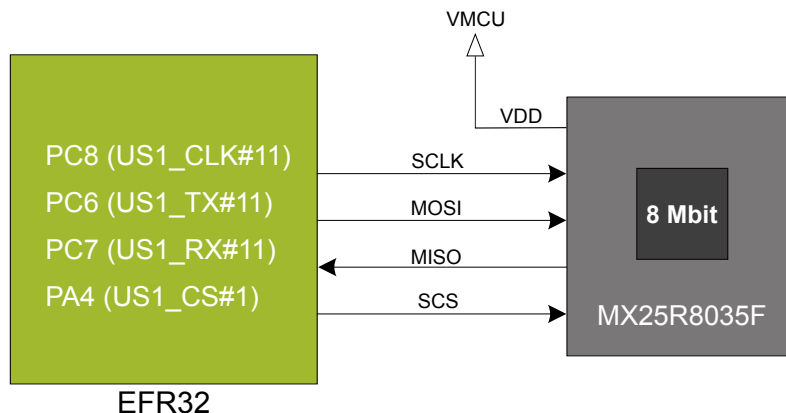 VMCU
VDD
PC8 (US1_CLK#11)
PC6 (US1_TX#11)
PC7 (US1_RX#11)
PA4 (US1_CS#1)
SCLK
MOSI
MISO
SCS
8 Mbit
MX25R8035F
EFR32